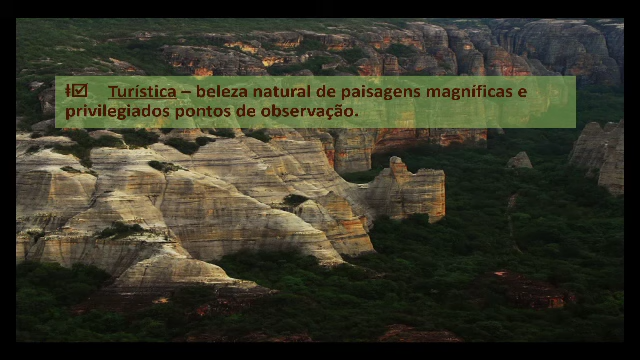 ☑ Turística – beleza natural de paisagens magníficas e
privilegiados pontos de observação.